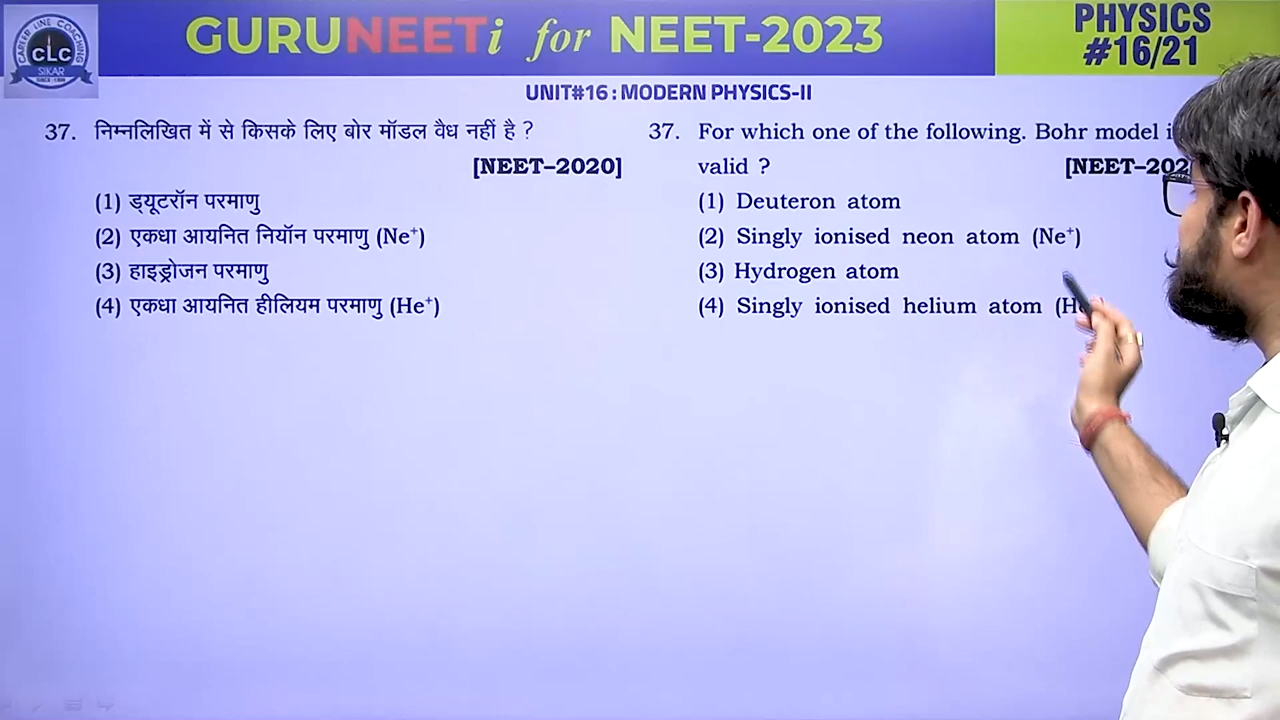 CAREER LINE COACHING
CLC
SIKAR
GURUNEETi for NEET-2023
PHYSICS
#16/21
UNIT#16 : MODERN PHYSICS-II
37. निम्नलिखित में से किसके लिए बोर मॉडल वैध नहीं है ?
[NEET–2020]
(1) ड्यूटरॉन परमाणु
(2) एकधा आयनित नियॉन परमाणु (Ne⁺)
(3) हाइड्रोजन परमाणु
(4) एकधा आयनित हीलियम परमाणु (He⁺)
37. For which one of the following. Bohr model
valid ? [NEET–202
(1) Deuteron atom
(2) Singly ionised neon atom (Ne⁺)
(3) Hydrogen atom
(4) Singly ionised helium atom